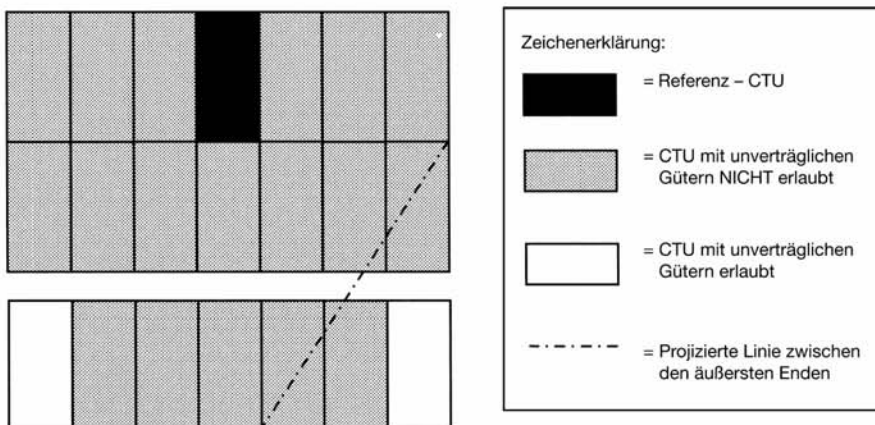 Zeichenerklärung:
= Referenz – CTU
= CTU mit unverträglichen
Gütern NICHT erlaubt
= CTU mit unverträglichen
Gütern erlaubt
= Projizierte Linie zwischen
den äußersten Enden